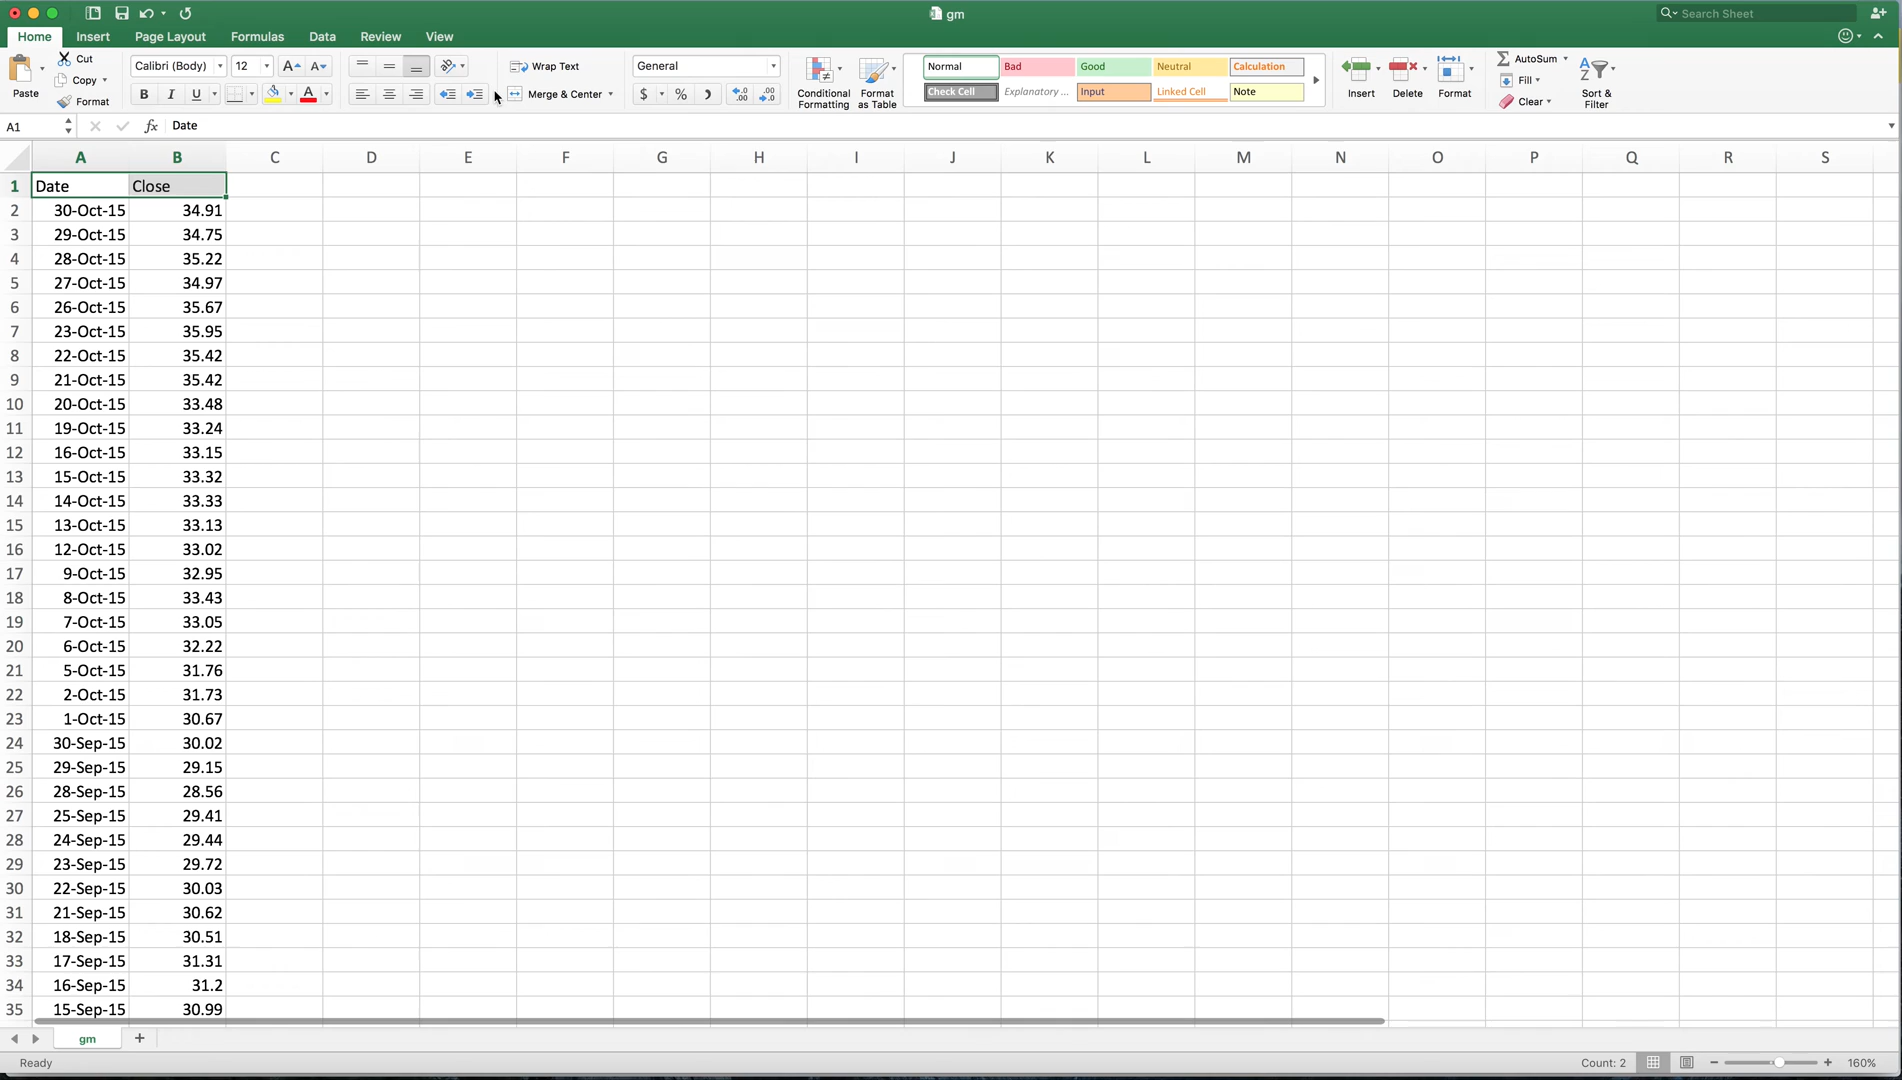 gm
Search Sheet
Home Insert Page Layout Formulas Data Review View
Paste
Cut
Copy
Format
Calibri (Body) 12 A A
B I U A
Wrap Text
Merge & Center
General
$ %
Conditional Formatting
Format as Table
Normal Bad Good Neutral Calculation
Check Cell Explanatory ... Input Linked Cell Note
Insert Delete Format
AutoSum
Fill
Clear
Sort & Filter
A1 fx Date
A B C D E F G H I J K L M N O P Q R S
1 Date Close
2 30-Oct-15 34.91
3 29-Oct-15 34.75
4 28-Oct-15 35.22
5 27-Oct-15 34.97
6 26-Oct-15 35.67
7 23-Oct-15 35.95
8 22-Oct-15 35.42
9 21-Oct-15 35.42
10 20-Oct-15 33.48
11 19-Oct-15 33.24
12 16-Oct-15 33.15
13 15-Oct-15 33.32
14 14-Oct-15 33.33
15 13-Oct-15 33.13
16 12-Oct-15 33.02
17 9-Oct-15 32.95
18 8-Oct-15 33.43
19 7-Oct-15 33.05
20 6-Oct-15 32.22
21 5-Oct-15 31.76
22 2-Oct-15 31.73
23 1-Oct-15 30.67
24 30-Sep-15 30.02
25 29-Sep-15 29.15
26 28-Sep-15 28.56
27 25-Sep-15 29.41
28 24-Sep-15 29.44
29 23-Sep-15 29.72
30 22-Sep-15 30.03
31 21-Sep-15 30.62
32 18-Sep-15 30.51
33 17-Sep-15 31.31
34 16-Sep-15 31.2
35 15-Sep-15 30.99
gm
Ready Count: 2 160%